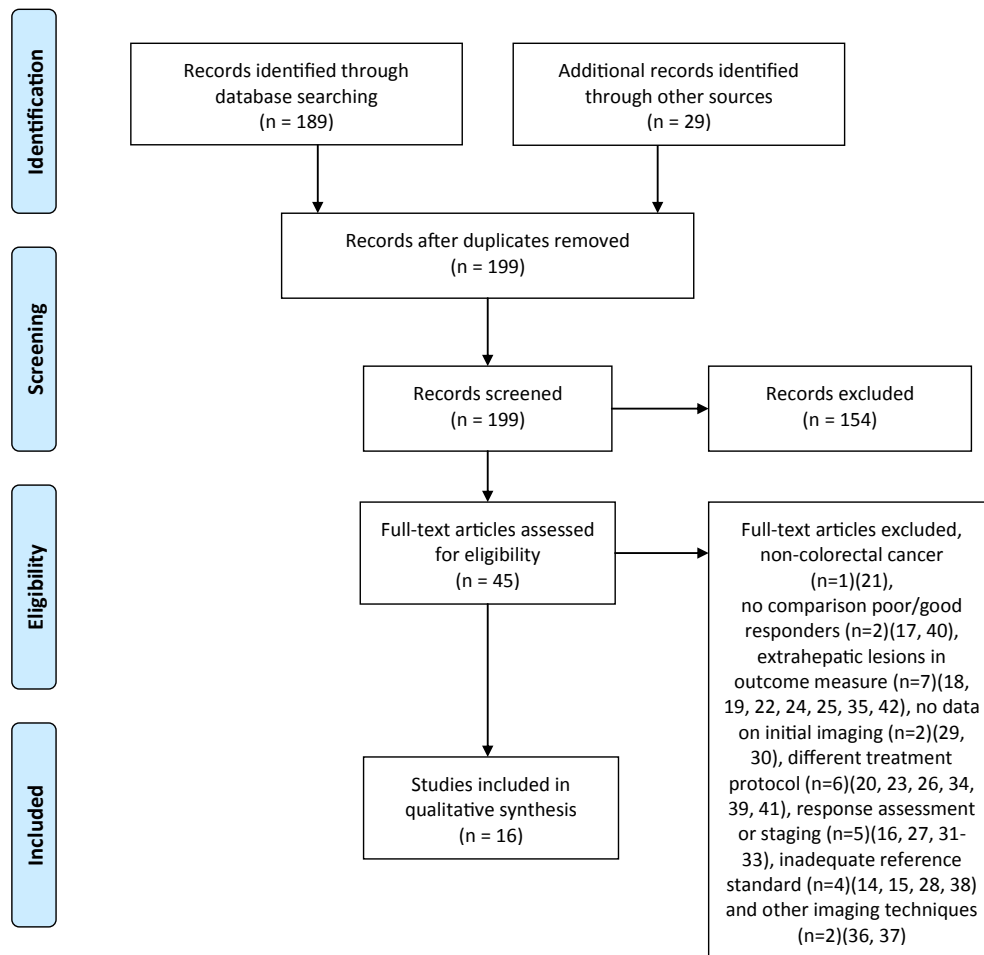 Identification
Records identified through
database searching
(n = 189)
Additional records identified
through other sources
(n = 29)
Records after duplicates removed
(n = 199)
Screening
Records screened
(n = 199)
Records excluded
(n = 154)
Eligibility
Full-text articles assessed
for eligibility
(n = 45)
Full-text articles excluded,
non-colorectal cancer
(n=1)(21),
no comparison poor/good
responders (n=2)(17, 40),
extrahepatic lesions in
outcome measure (n=7)(18,
19, 22, 24, 25, 35, 42), no data
on initial imaging (n=2)(29,
30), different treatment
protocol (n=6)(20, 23, 26, 34,
39, 41), response assessment
or staging (n=5)(16, 27, 31-
33), inadequate reference
standard (n=4)(14, 15, 28, 38)
and other imaging techniques
(n=2)(36, 37)
Included
Studies included in
qualitative synthesis
(n = 16)